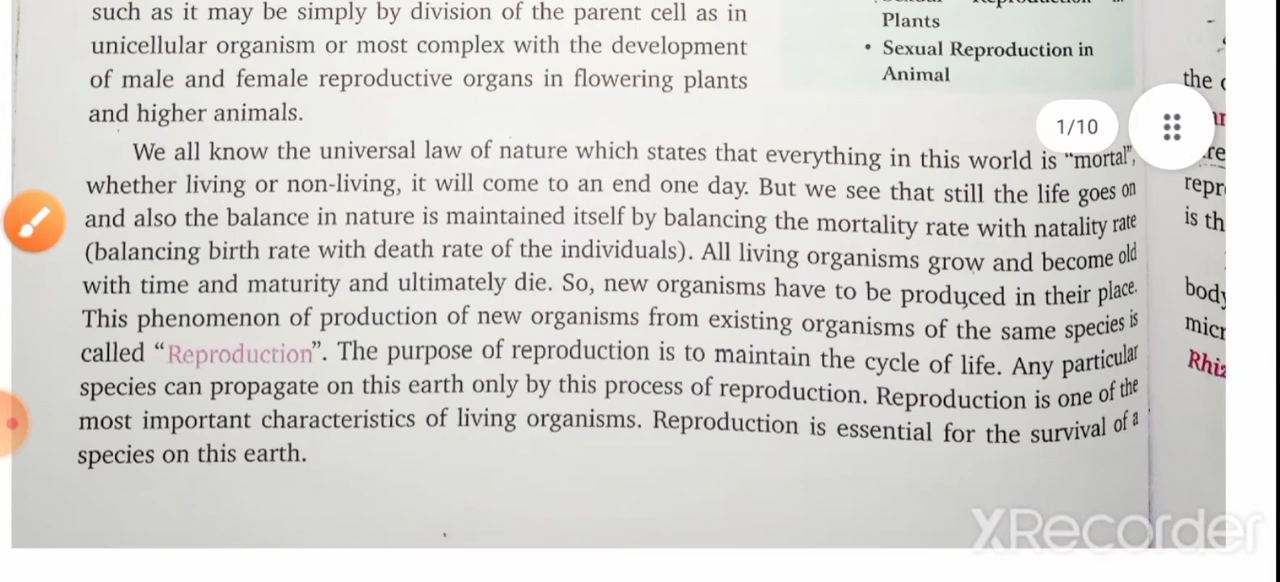 such as it may be simply by division of the parent cell as in
unicellular organism or most complex with the development
of male and female reproductive organs in flowering plants
and higher animals.
Plants
• Sexual Reproduction in
Animal
1/10
We all know the universal law of nature which states that everything in this world is “mortal”,
whether living or non-living, it will come to an end one day. But we see that still the life goes on
and also the balance in nature is maintained itself by balancing the mortality rate with natality rate
(balancing birth rate with death rate of the individuals). All living organisms grow and become old
with time and maturity and ultimately die. So, new organisms have to be produced in their place.
This phenomenon of production of new organisms from existing organisms of the same species is
called “Reproduction”. The purpose of reproduction is to maintain the cycle of life. Any particular
species can propagate on this earth only by this process of reproduction. Reproduction is one of the
most important characteristics of living organisms. Reproduction is essential for the survival of a
species on this earth.
the
is th
XRecorder